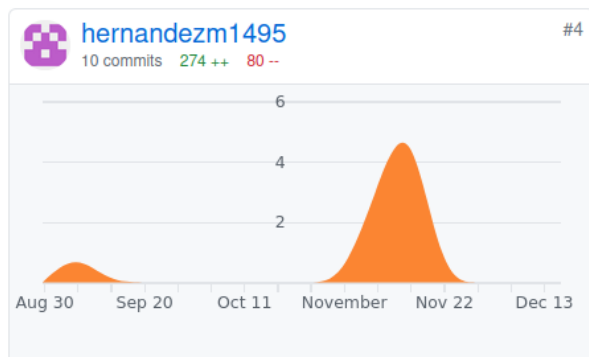 hernandezm1495
#4
10 commits 274 ++ 80 --
6
4
2
Aug 30 Sep 20 Oct 11 November Nov 22 Dec 13